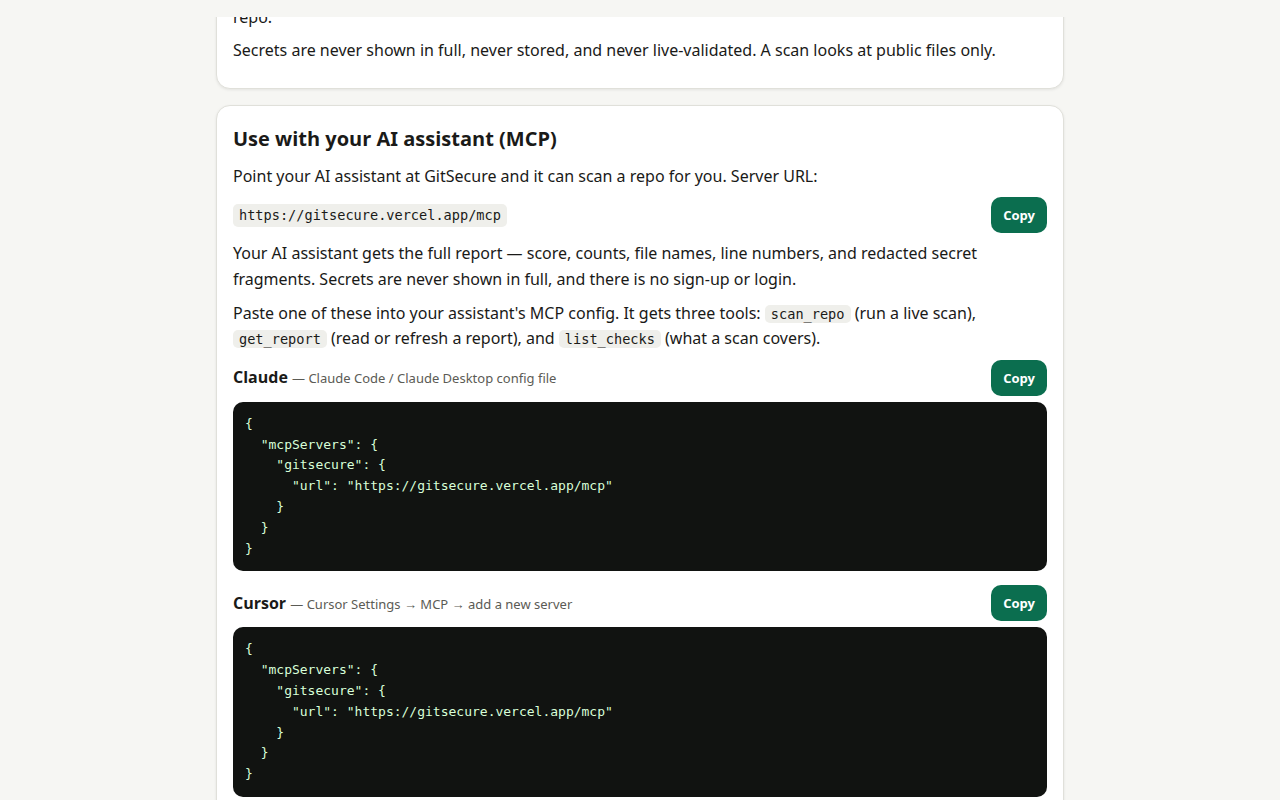 repo.
Secrets are never shown in full, never stored, and never live-validated. A scan looks at public files only.
Use with your AI assistant (MCP)
Point your AI assistant at GitSecure and it can scan a repo for you. Server URL:
https://gitsecure.vercel.app/mcp
Copy
Your AI assistant gets the full report — score, counts, file names, line numbers, and redacted secret
fragments. Secrets are never shown in full, and there is no sign-up or login.
Paste one of these into your assistant's MCP config. It gets three tools: scan_repo (run a live scan),
get_report (read or refresh a report), and list_checks (what a scan covers).
Claude — Claude Code / Claude Desktop config file
Copy
{
  "mcpServers": {
    "gitsecure": {
      "url": "https://gitsecure.vercel.app/mcp"
    }
  }
}
Cursor — Cursor Settings → MCP → add a new server
Copy
{
  "mcpServers": {
    "gitsecure": {
      "url": "https://gitsecure.vercel.app/mcp"
    }
  }
}